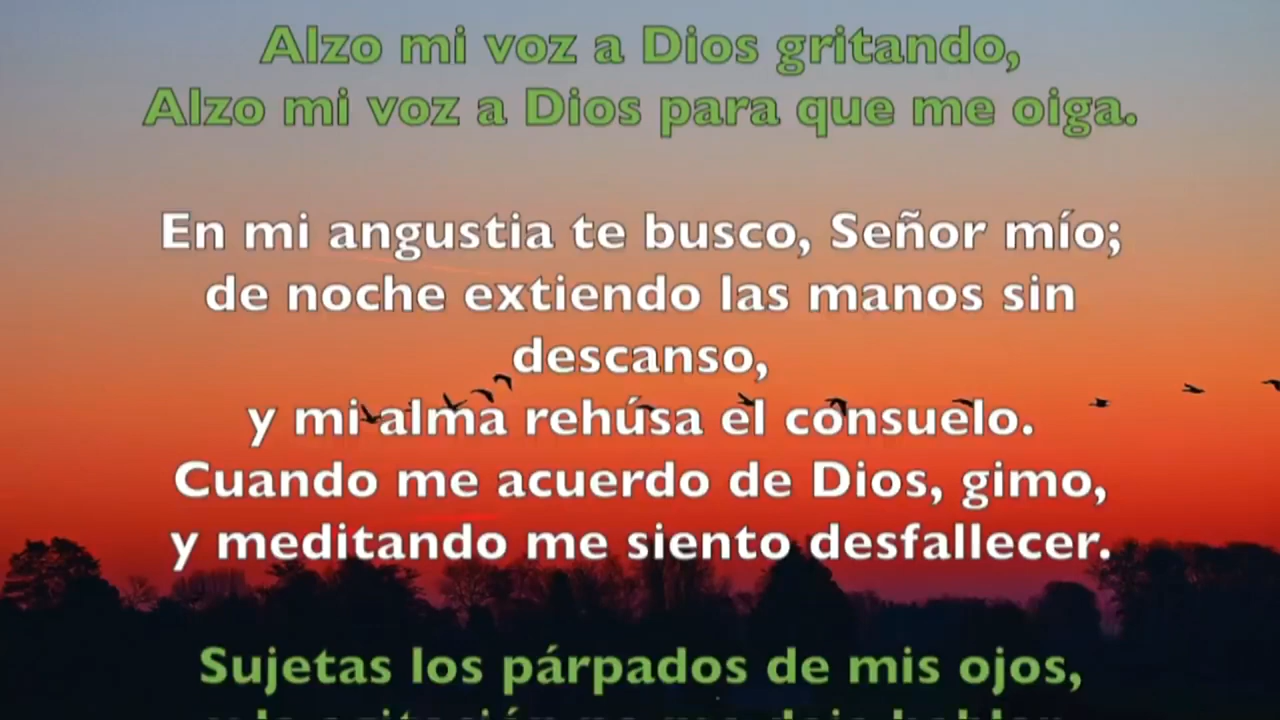 Alzo mi voz a Dios gritando,
Alzo mi voz a Dios para que me oiga.
En mi angustia te busco, Señor mío;
de noche extiendo las manos sin
descanso,
y mi alma rehúsa el consuelo.
Cuando me acuerdo de Dios, gimo,
y meditando me siento desfallecer.
Sujetas los párpados de mis ojos,